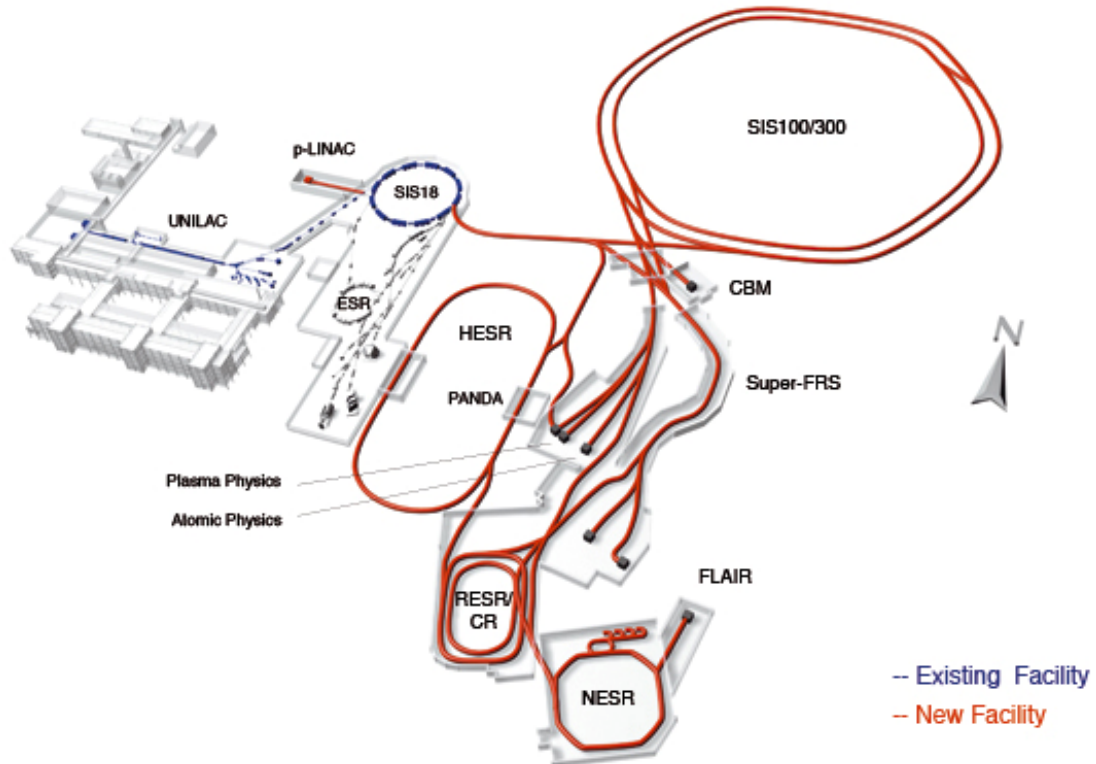 SIS100/300
p-LINAC
SIS18
UNILAC
CBM
ESR
HESR
N
Super-FRS
PANDA
Plasma Physics
Atomic Physics
FLAIR
RESR/
CR
NESR
-- Existing Facility
-- New Facility